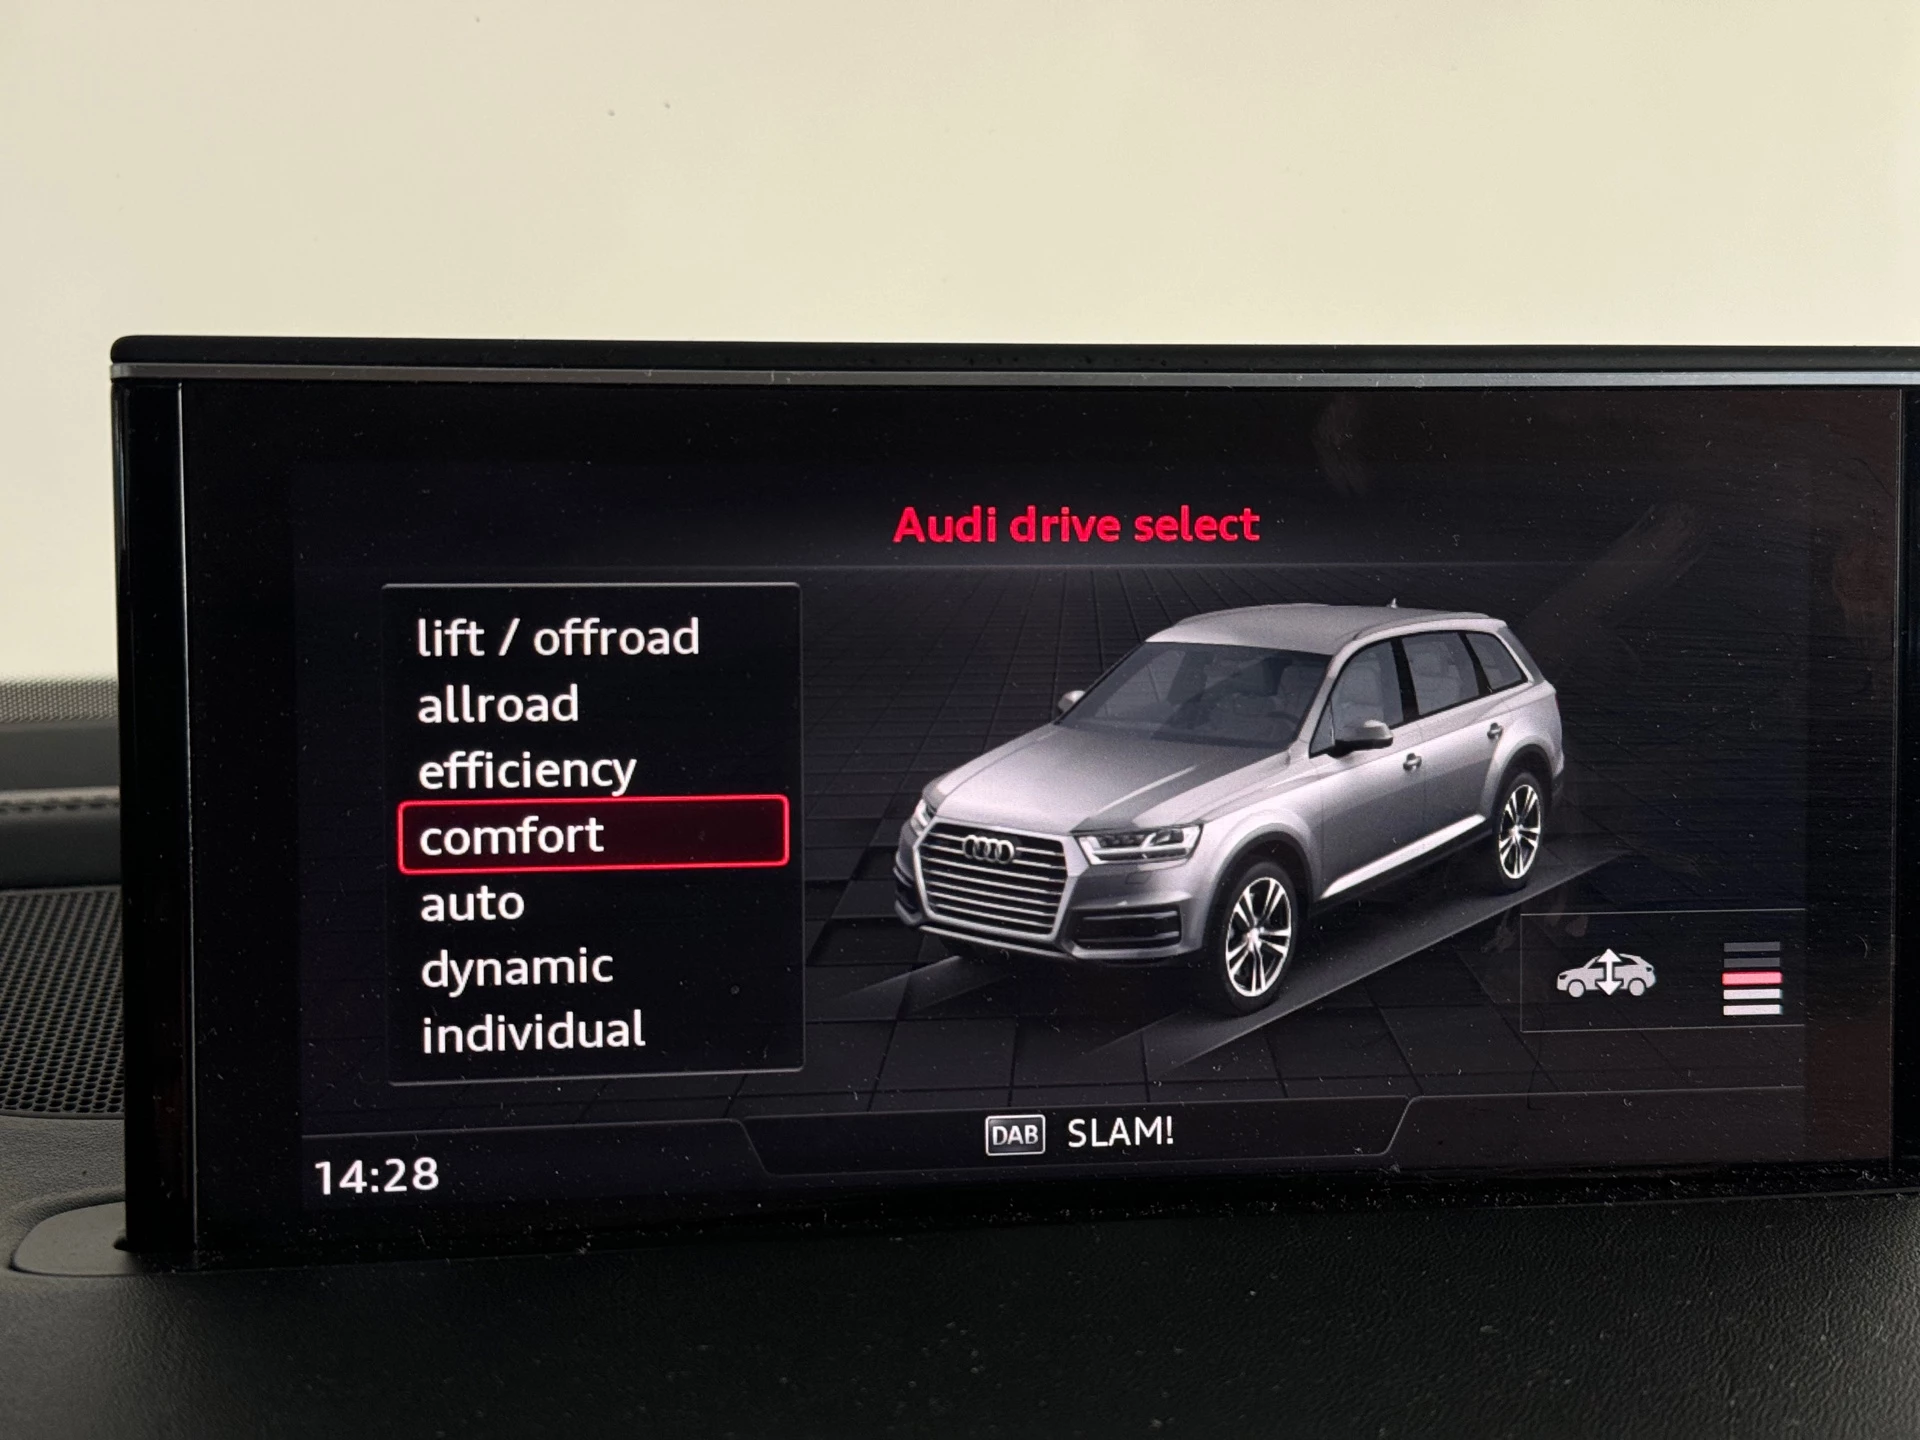 Audi drive select
lift / offroad
allroad
efficiency
comfort
auto
dynamic
individual
DAB SLAM!
14:28